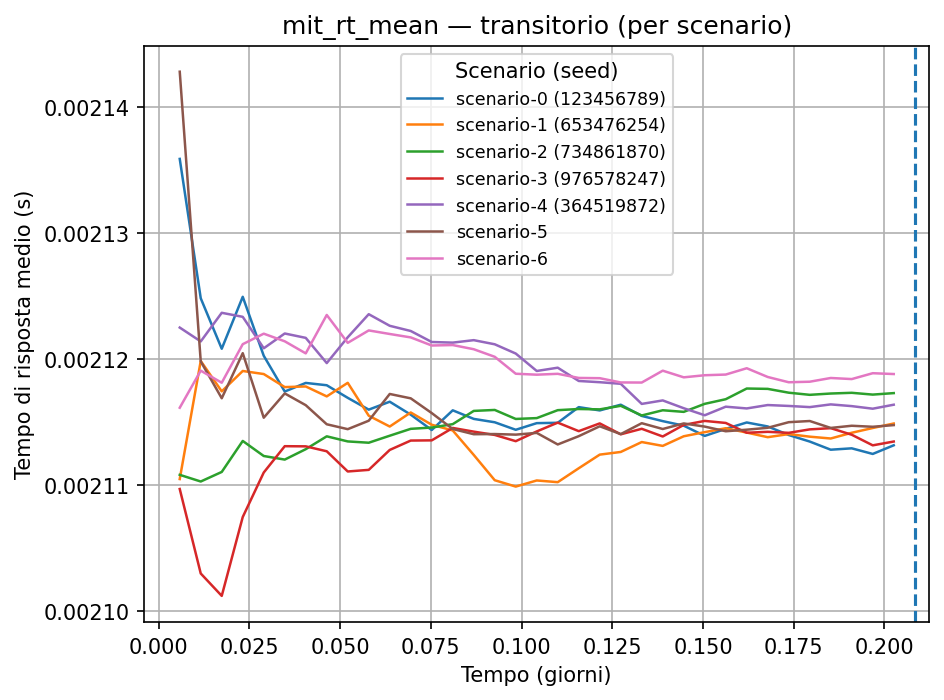 mit_rt_mean — transitorio (per scenario)
Tempo di risposta medio (s)
0.00214
0.00213
0.00212
0.00211
0.00210
Scenario (seed)
scenario-0 (123456789)
scenario-1 (653476254)
scenario-2 (734861870)
scenario-3 (976578247)
scenario-4 (364519872)
scenario-5
scenario-6
0.000 0.025 0.050 0.075 0.100 0.125 0.150 0.175 0.200
Tempo (giorni)